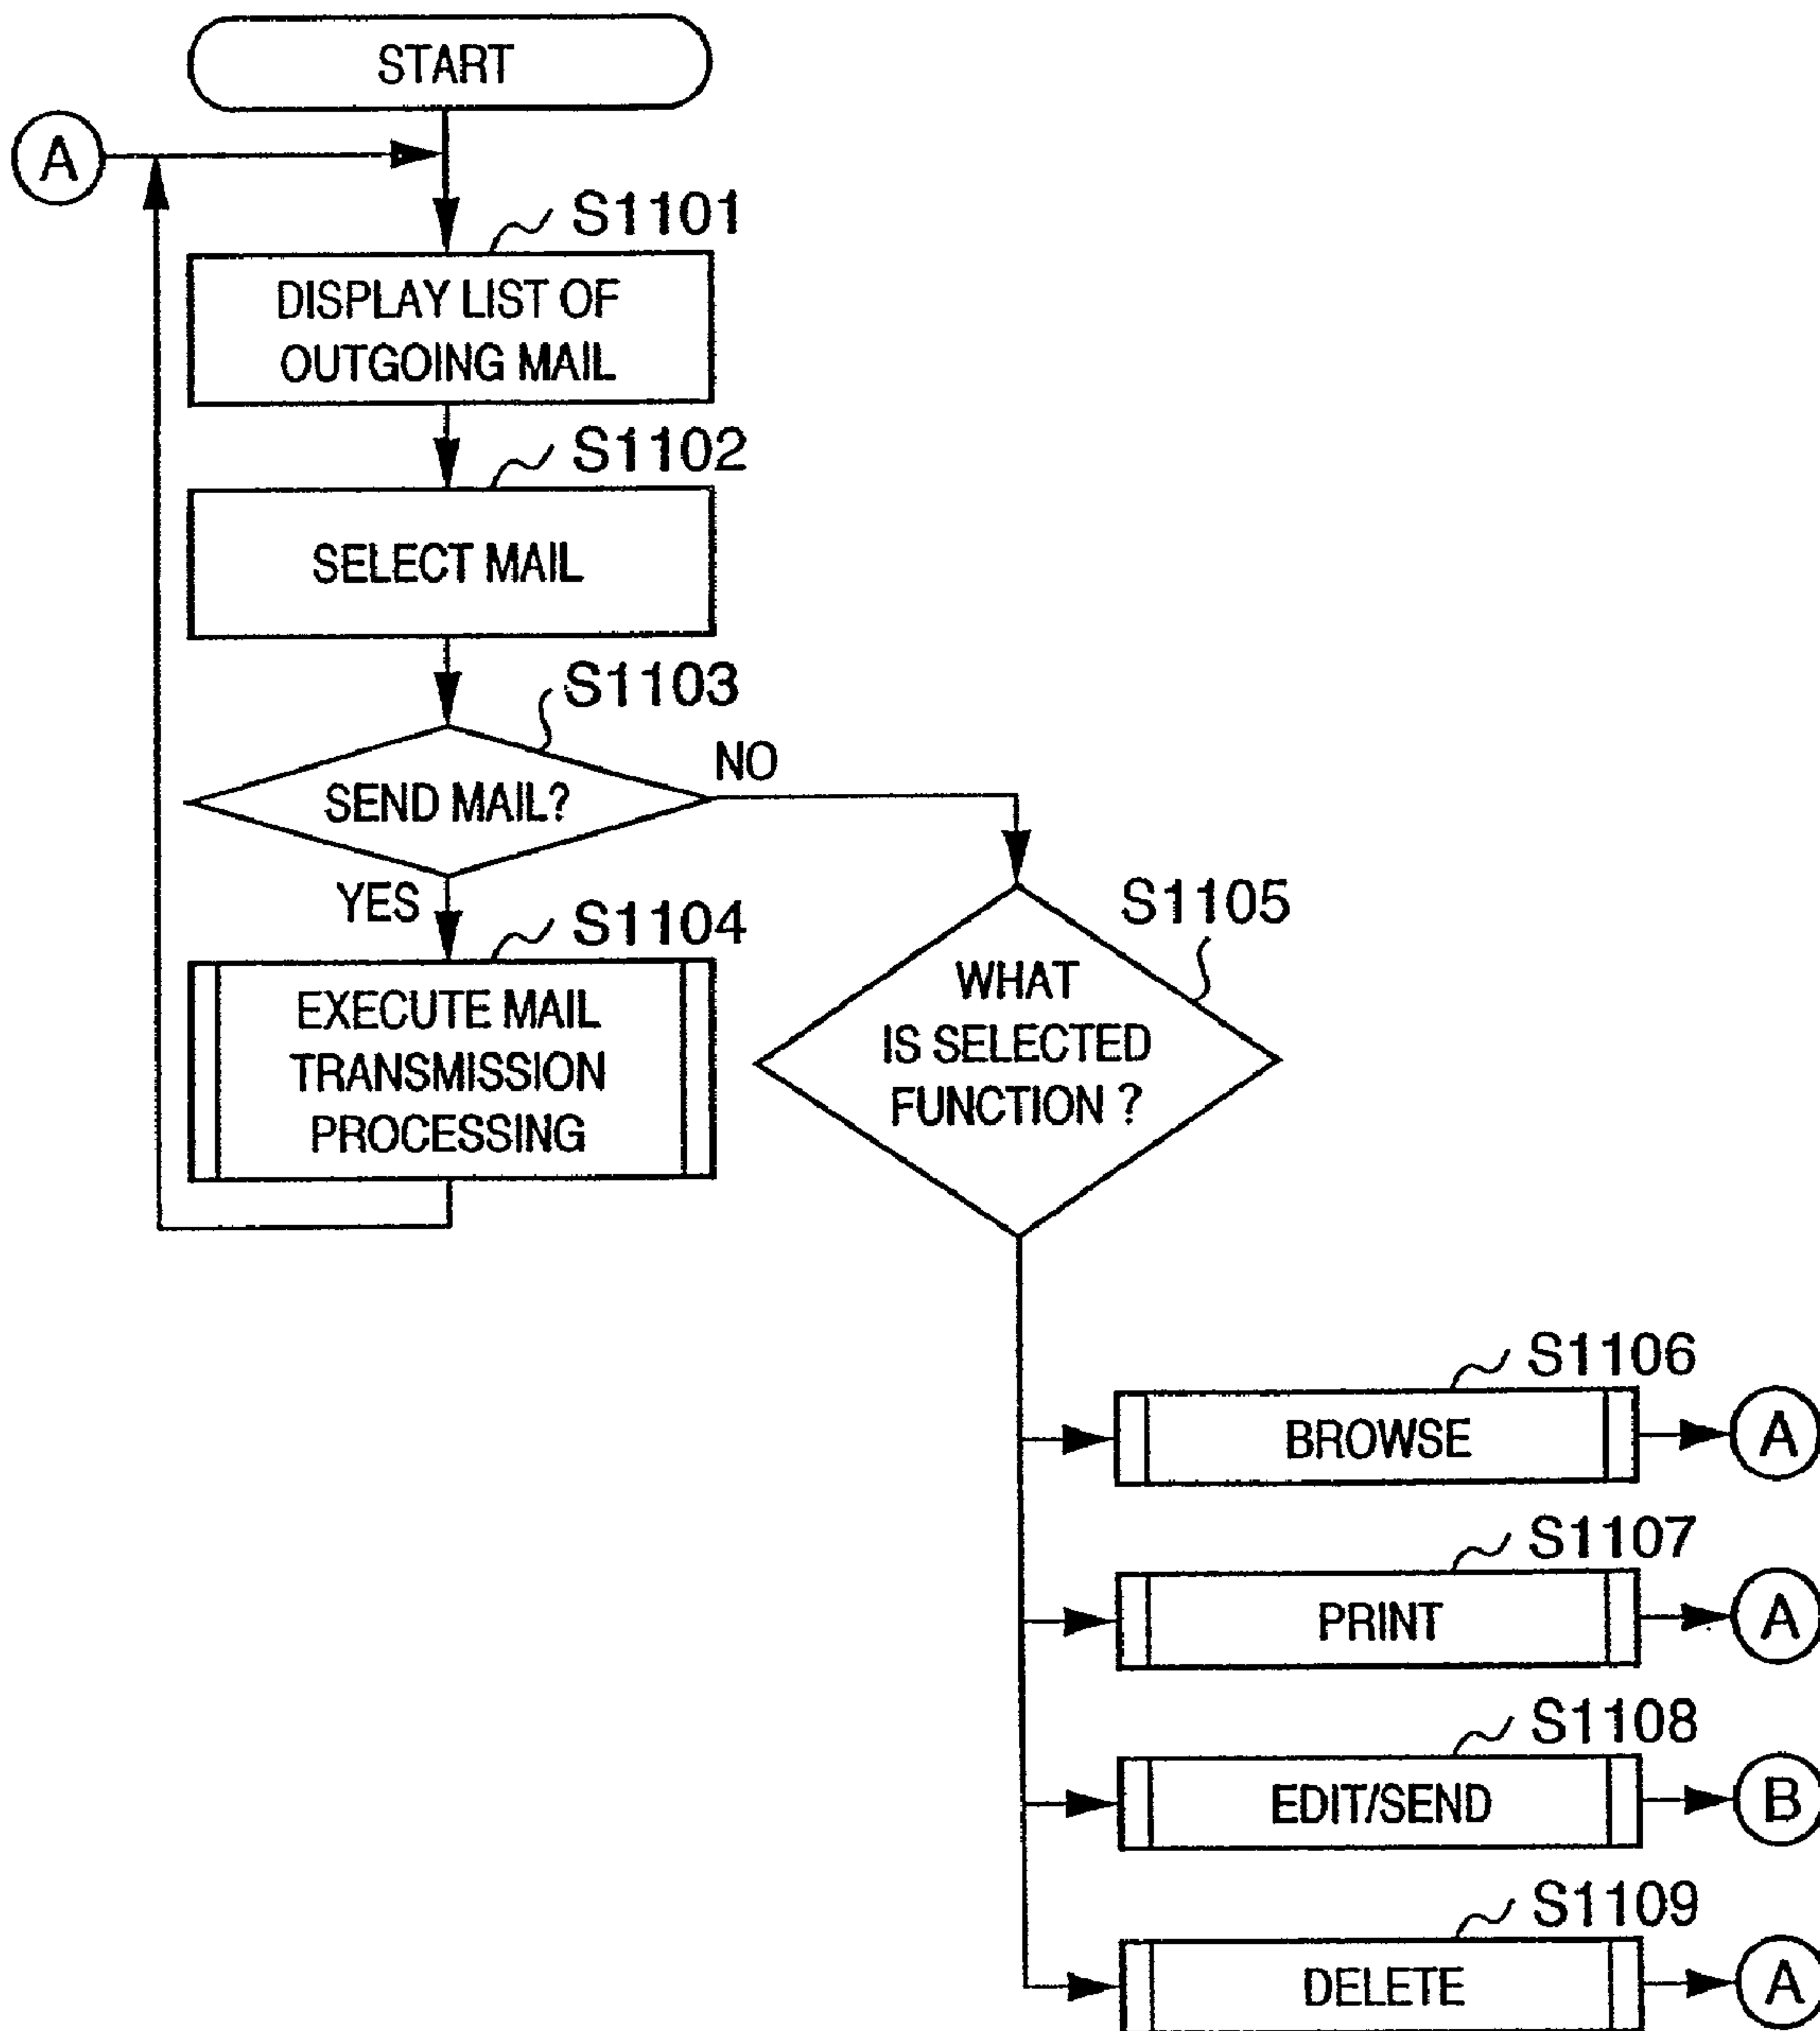 START
A
S1101
DISPLAY LIST OF
OUTGOING MAIL
S1102
SELECT MAIL
S1103
SEND MAIL?
NO
YES
S1104
EXECUTE MAIL
TRANSMISSION
PROCESSING
S1105
WHAT
IS SELECTED
FUNCTION ?
S1106
BROWSE
A
S1107
PRINT
A
S1108
EDIT/SEND
B
S1109
DELETE
A